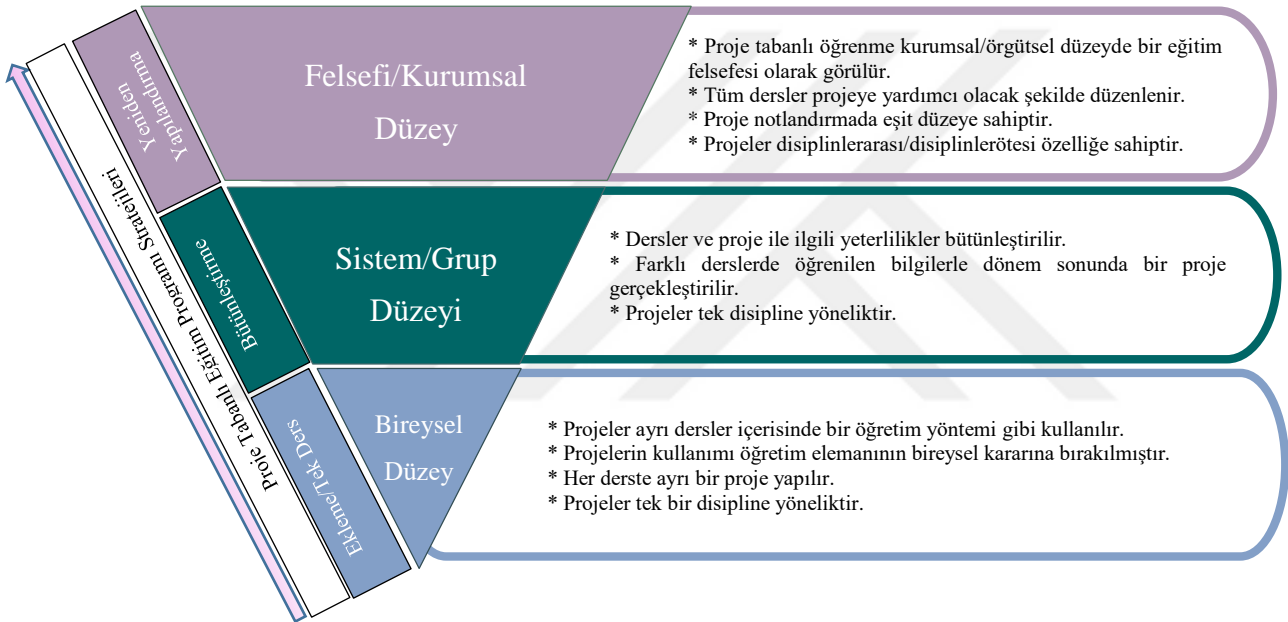 Proje Tabanlı Eğitim Programı Stratejileri
Yeniden
Yapılandırma
Felsefi/Kurumsal
Düzey
* Proje tabanlı öğrenme kurumsal/örgütsel düzeyde bir eğitim
felsefesi olarak görülür.
* Tüm dersler projeye yardımcı olacak şekilde düzenlenir.
* Proje notlandırmada eşit düzeye sahiptir.
* Projeler disiplinlerarası/disiplinlerötesi özelliğe sahiptir.
Bütünleştirme
Sistem/Grup
Düzeyi
* Dersler ve proje ile ilgili yeterlilikler bütünleştirilir.
* Farklı derslerde öğrenilen bilgilerle dönem sonunda bir proje
gerçekleştirilir.
* Projeler tek disipline yöneliktir.
Ekleme/Tek Ders
Bireysel
Düzey
* Projeler ayrı dersler içerisinde bir öğretim yöntemi gibi kullanılır.
* Projelerin kullanımı öğretim elemanının bireysel kararına bırakılmıştır.
* Her derste ayrı bir proje yapılır.
* Projeler tek bir disipline yöneliktir.